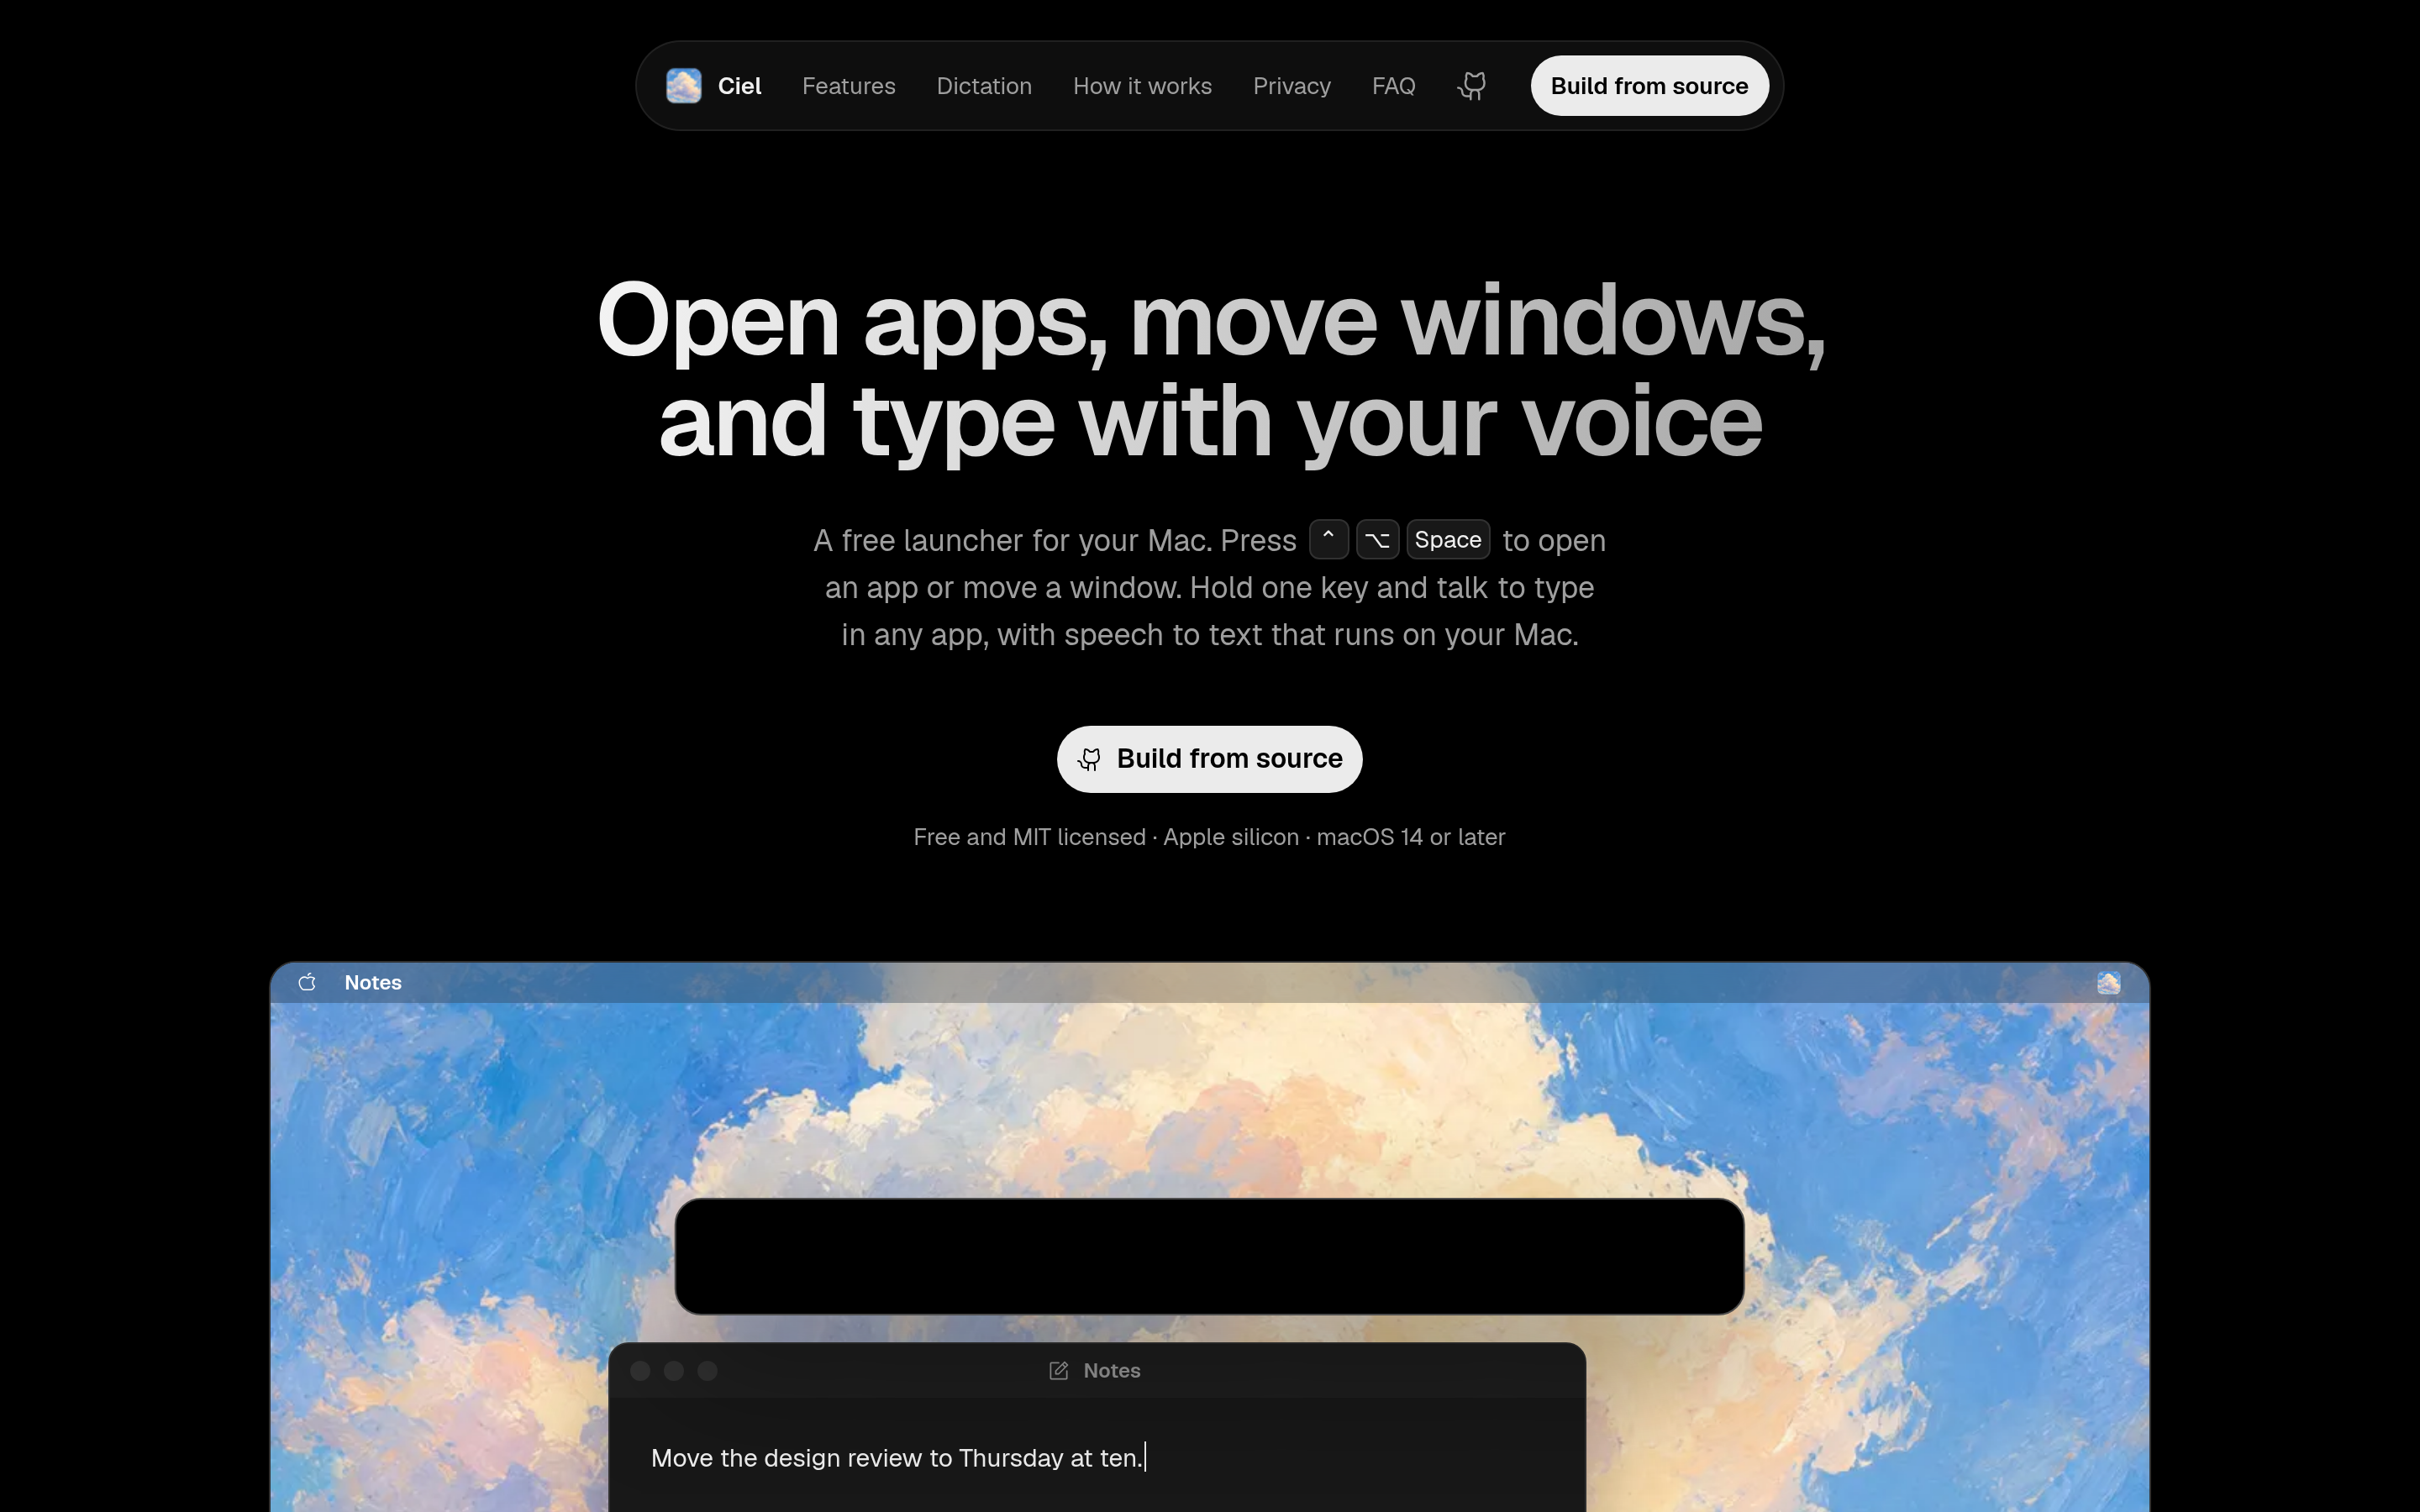 Ciel Features Dictation How it works Privacy FAQ Build from source
Open apps, move windows,
and type with your voice
A free launcher for your Mac. Press ⌃ ⌥ Space to open
an app or move a window. Hold one key and talk to type
in any app, with speech to text that runs on your Mac.
Build from source
Free and MIT licensed · Apple silicon · macOS 14 or later
Notes
Notes
Move the design review to Thursday at ten.